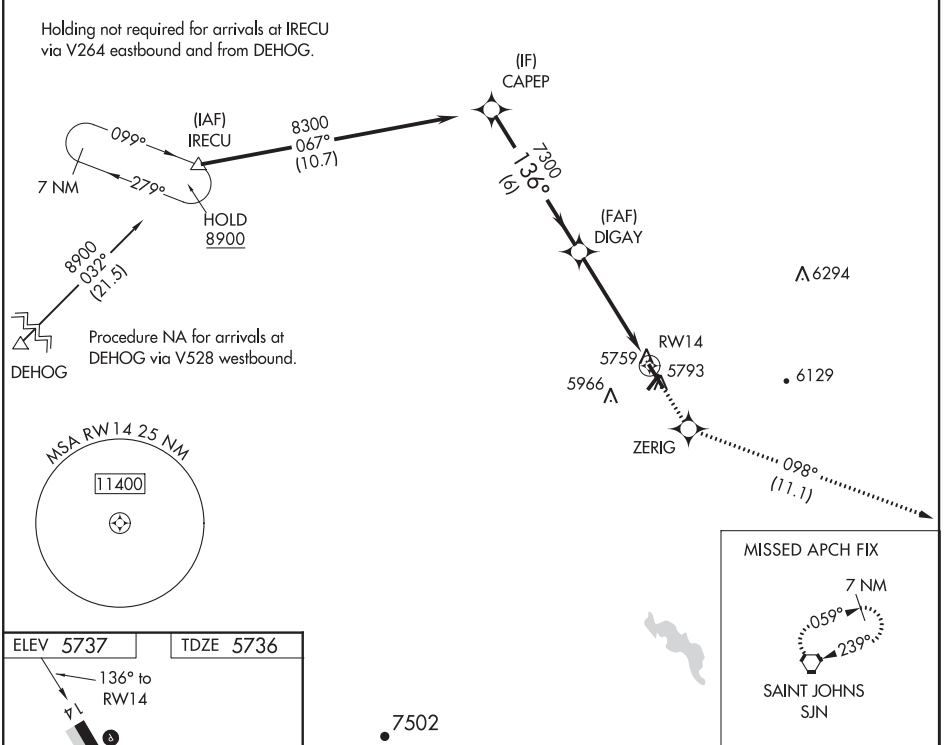 Holding not required for arrivals at IRECU
via V264 eastbound and from DEHOG.
(IF)
CAPEP
(IAF)
IRECU
8300
067°
(10.7)
099°
279°
7 NM
HOLD
8900
7300
136°
(6)
(FAF)
DIGAY
8900
032°
(21.5)
DEHOG
Procedure NA for arrivals at
DEHOG via V528 westbound.
6294
RW14
5759
5793
5966
6129
ZERIG
098°
(11.1)
MSA RW14 25 NM
11400
MISSED APCH FIX
7 NM
059°
239°
SAINT JOHNS
SJN
ELEV 5737
TDZE 5736
136° to
RW14
14
P
7502